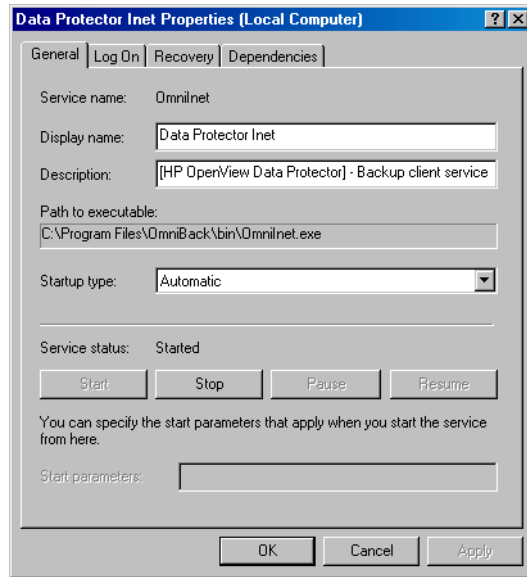 Data Protector Inet Properties (Local Computer)
General Log On Recovery Dependencies
Service name: OmniInet
Display name: Data Protector Inet
Description: [HP OpenView Data Protector] - Backup client service
Path to executable:
C:\Program Files\OmniBack\bin\OmniInet.exe
Startup type: Automatic
Service status: Started
Start Stop Pause Resume
You can specify the start parameters that apply when you start the service
from here.
Start parameters:
OK Cancel Apply